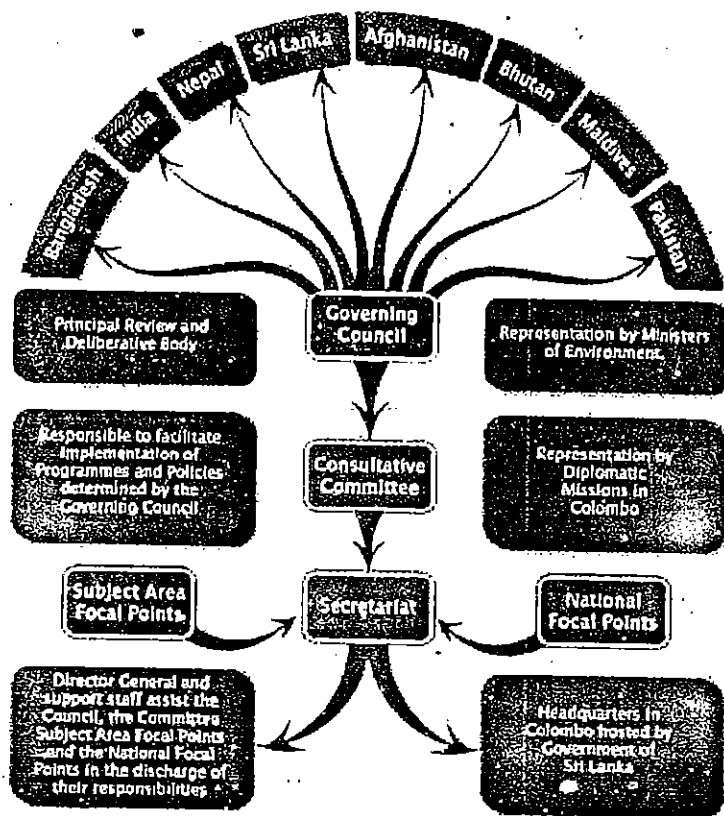 Bangladesh
India
Nepal
Sri Lanka
Afghanistan
Bhutan
Maldives
Pakistan
Principal Review and
Deliberative Body
Governing
Council
Representation by Ministers
of Environment.
Responsible to facilitate
Implementation of
Programmes and Policies
determined by the
Governing Council
Consultative
Committee
Representation by
Diplomatic
Missions in
Colombo
Subject Area
Focal Points
Secretariat
National
Focal Points
Director General and
support staff assist the
Council, the Committee
Subject Area Focal Points
and the National Focal
Points in the discharge of
their responsibilities
Headquarters in
Colombo hosted by
Government of
Sri Lanka